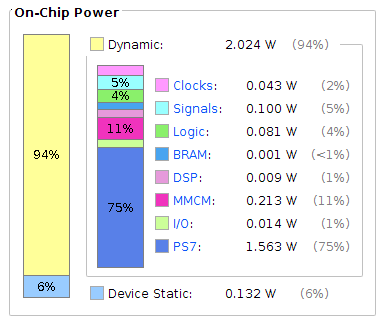 On-Chip Power
Dynamic: 2.024 W (94%)
94%
6%
5%
4%
11%
75%
Clocks: 0.043 W (2%)
Signals: 0.100 W (5%)
Logic: 0.081 W (4%)
BRAM: 0.001 W (<1%)
DSP: 0.009 W (1%)
MMCM: 0.213 W (11%)
I/O: 0.014 W (1%)
PS7: 1.563 W (75%)
Device Static: 0.132 W (6%)